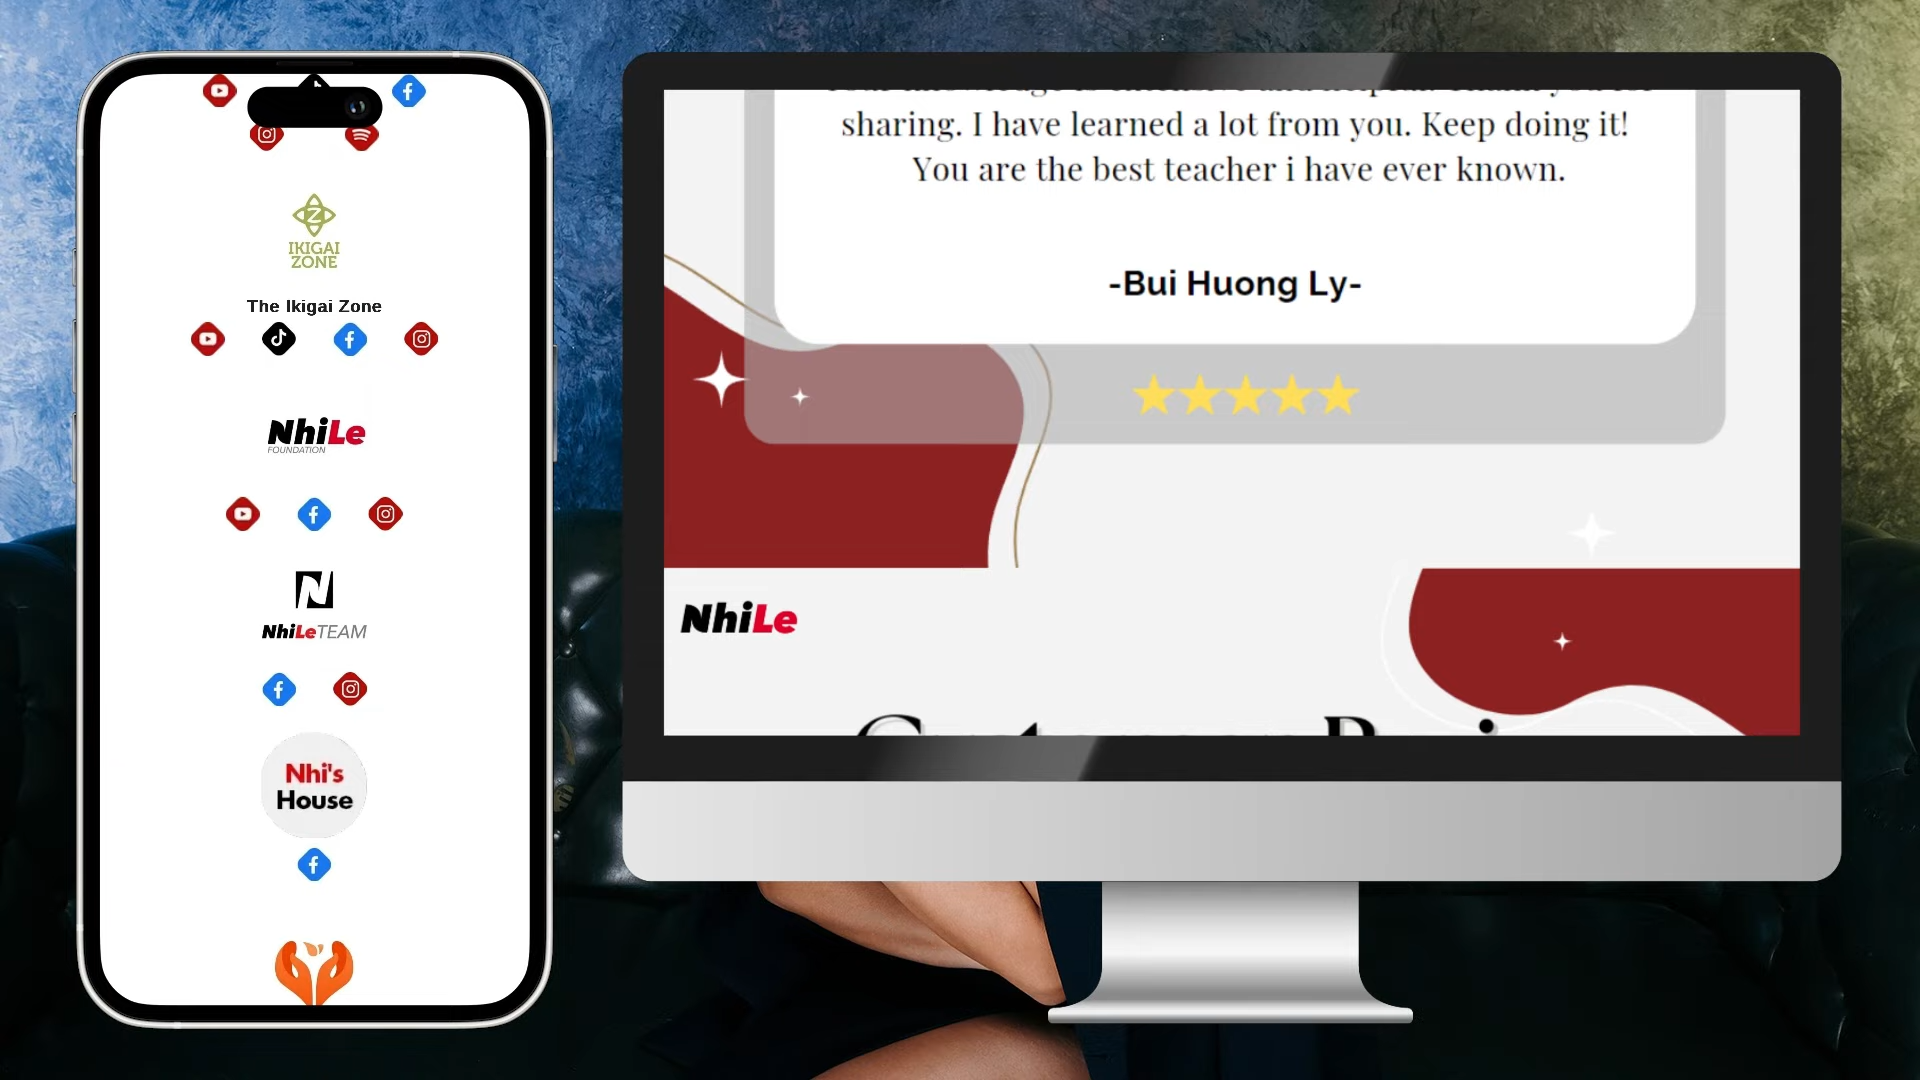 IKIGAI
ZONE
The Ikigai Zone
NhiLe
FOUNDATION
NhiLeTEAM
Nhi's
House
sharing. I have learned a lot from you. Keep doing it!
You are the best teacher i have ever known.
-Bui Huong Ly-
NhiLe